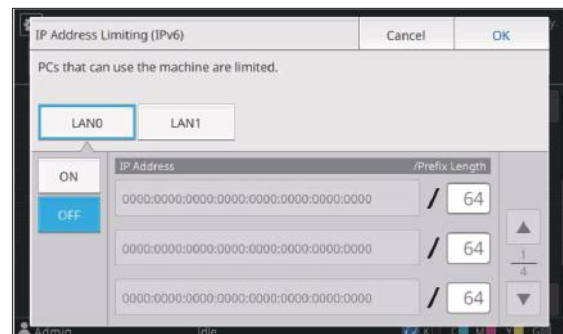 IP Address Limiting (IPv6) Cancel OK
PCs that can use the machine are limited.
LAN0 LAN1
ON
OFF
IP Address /Prefix Length
0000:0000:0000:0000:0000:0000:0000:0000 / 64
0000:0000:0000:0000:0000:0000:0000:0000 / 64
1
4
0000:0000:0000:0000:0000:0000:0000:0000 / 64
Admin Idle K C M Y